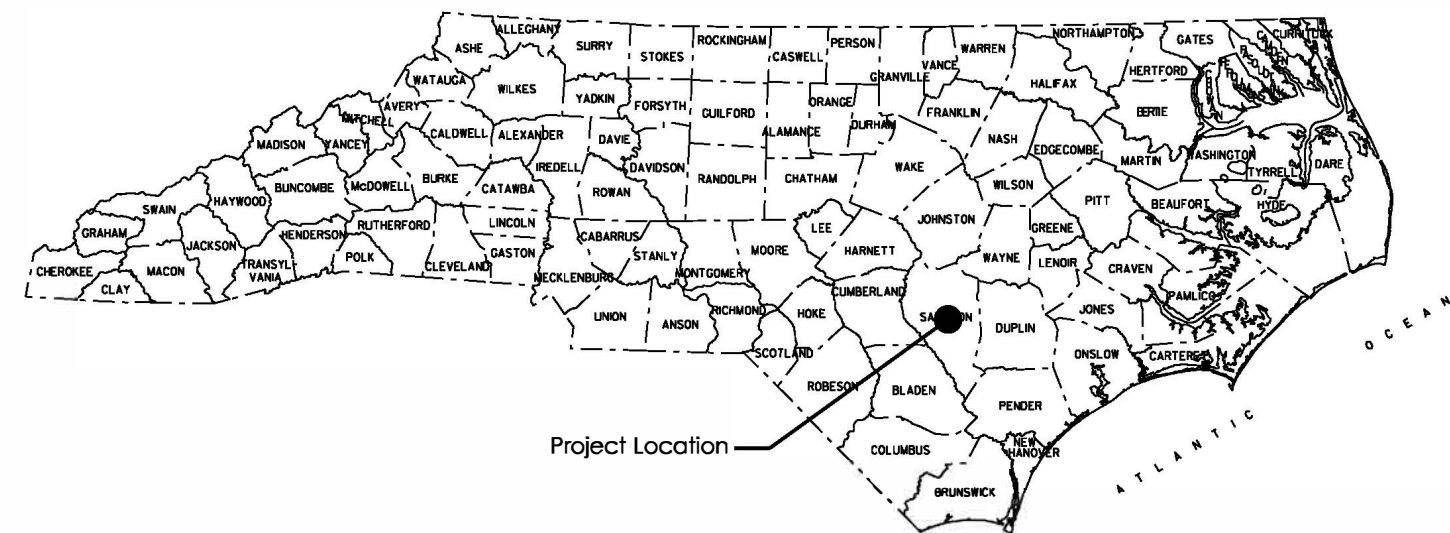 ALLEGHANY
NORTHAMPTON
ASHE
SURRY
STOKES
ROCKINGHAM
CASWELL
PERSON
VANCE
WARREN
GATES
CURRITUCK
WATAUGA
WILKES
GRANVILLE
HALIFAX
HERTFORD
AVERY
MITCHELL
YADKIN
FORSYTH
GUILFORD
ORANGE
FRANKLIN
BERTIE
MADISON
YANCEY
CALDWELL
ALEXANDER
DAVIE
ALAMANCE
DURHAM
NASH
EDGECOMBE
MARTIN
WASHINGTON
TYRRELL
DARE
BUNCOMBE
McDOWELL
BURKE
CATAWBA
IREDELL
DAVIDSON
RANDOLPH
CHATHAM
WAKE
WILSON
PITT
BEAUFORT
HYDE
SWAIN
HAYWOOD
RUTHERFORD
LINCOLN
ROWAN
LEE
JOHNSTON
GREENE
GRAHAM
JACKSON
HENDERSON
POLK
CLEVELAND
GASTON
CABARRUS
STANLY
MOORE
HARNETT
WAYNE
LENOIR
CRAVEN
CHEROKEE
MACON
TRANSYL-
VANIA
MECKLENBURG
MONTGOMERY
CUMBERLAND
PAMLICO
CLAY
UNION
ANSON
RICHMOND
HOKE
DUPLIN
JONES
SCOTLAND
ONSLOW
CARTERET
ROBESON
BLADEN
PENDER
Project Location
COLUMBUS
NEW
HANOVER
BRUNSWICK
ATLANTIC OCEAN